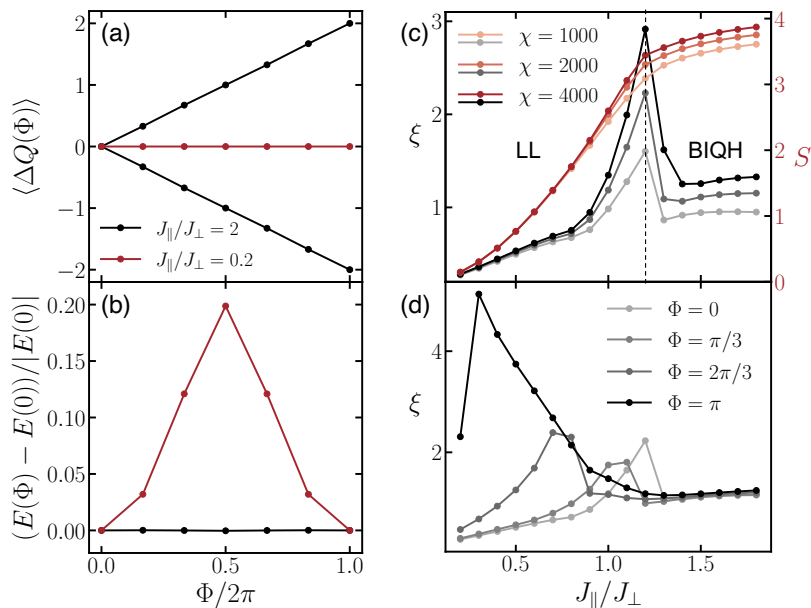 (a)
2
1
0
−1
−2
⟨ΔQ(Φ)⟩
J∥/J⊥ = 2
J∥/J⊥ = 0.2
(b)
0.20
0.15
0.10
0.05
0.00
(E(Φ) − E(0))/|E(0)|
0.0
0.5
1.0
Φ/2π
(c)
3
2
1
ξ
χ = 1000
χ = 2000
χ = 4000
LL
BIQH
4
3
2
1
0
S
(d)
4
2
ξ
Φ = 0
Φ = π/3
Φ = 2π/3
Φ = π
0.5
1.0
1.5
J∥/J⊥